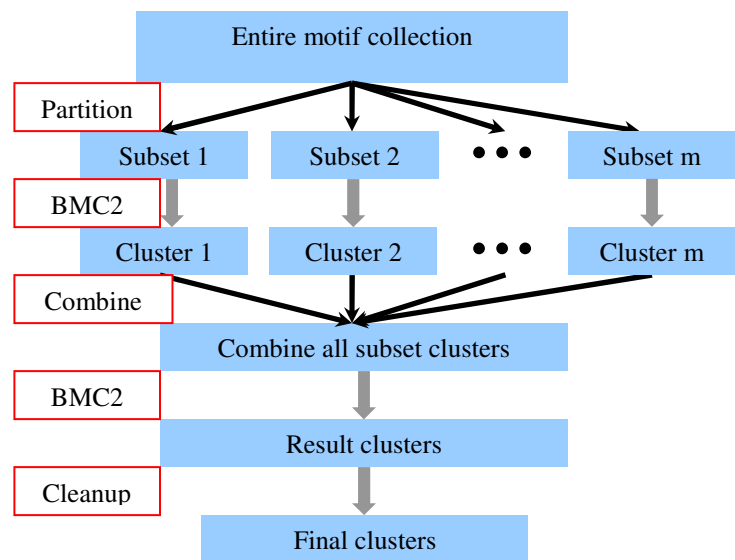 Entire motif collection
Partition
Subset 1 Subset 2 ••• Subset m
BMC2
Cluster 1 Cluster 2 ••• Cluster m
Combine
Combine all subset clusters
BMC2
Result clusters
Cleanup
Final clusters